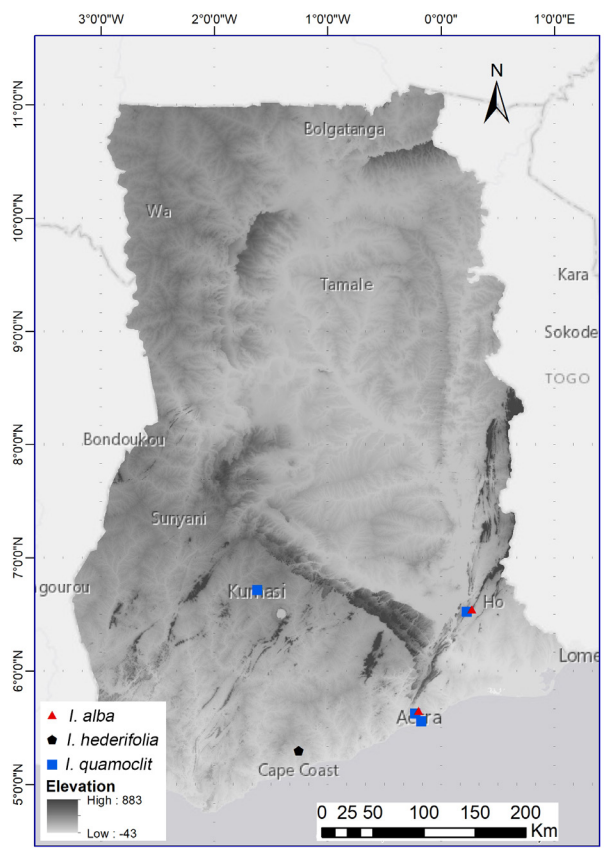 3°0'0"W 2°0'0"W 1°0'0"W 0°0'0" 1°0'0"E
N
11°0'0"N
Bolgatanga
10°0'0"N
Wa
Tamale
Kara
9°0'0"N
Sokode
TOGO
8°0'0"N
Bondoukou
Sunyani
7°0'0"N
Kumasi
ngourou
Ho
6°0'0"N
Lome
Accra
I. alba
I. hederifolia
I. quamoclit
5°0'0"N
Cape Coast
Elevation
High : 883
Low : -43
0 25 50 100 150 200
Km